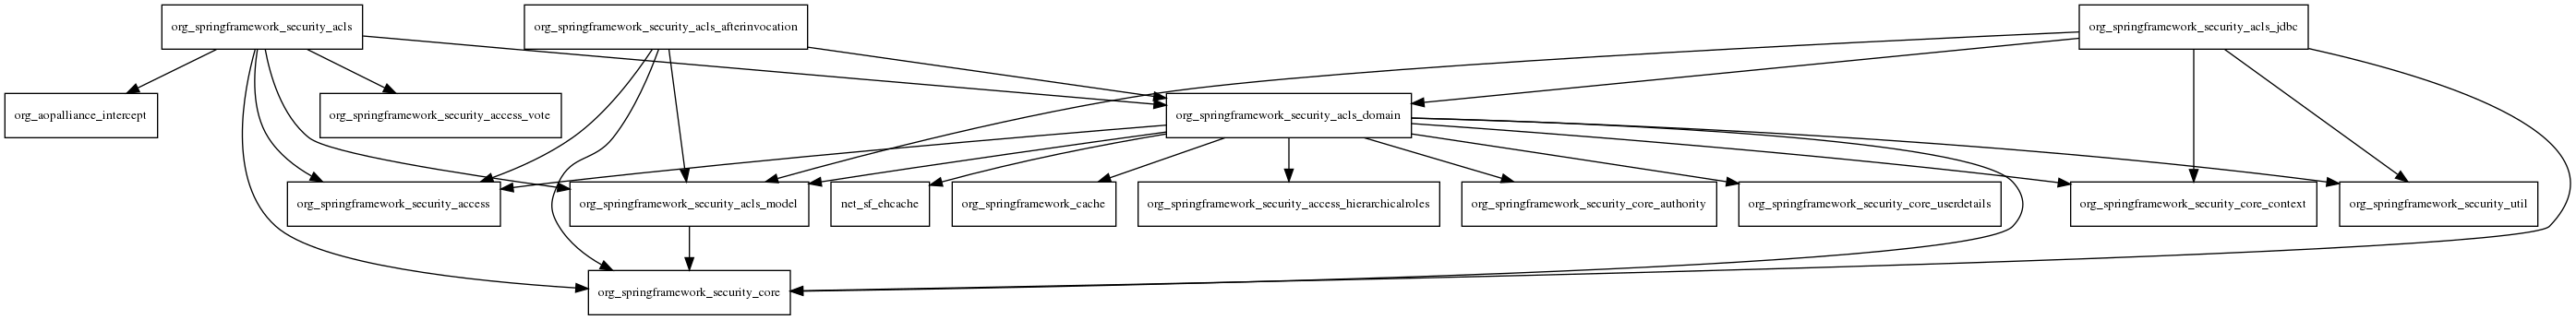 org_springframework_security_acls
org_springframework_security_acls_afterinvocation
org_springframework_security_acls_jdbc
org_aopalliance_intercept
org_springframework_security_access_vote
org_springframework_security_acls_domain
org_springframework_security_access
org_springframework_security_acls_model
net_sf_ehcache
org_springframework_cache
org_springframework_security_access_hierarchicalroles
org_springframework_security_core_authority
org_springframework_security_core_userdetails
org_springframework_security_core_context
org_springframework_security_util
org_springframework_security_core